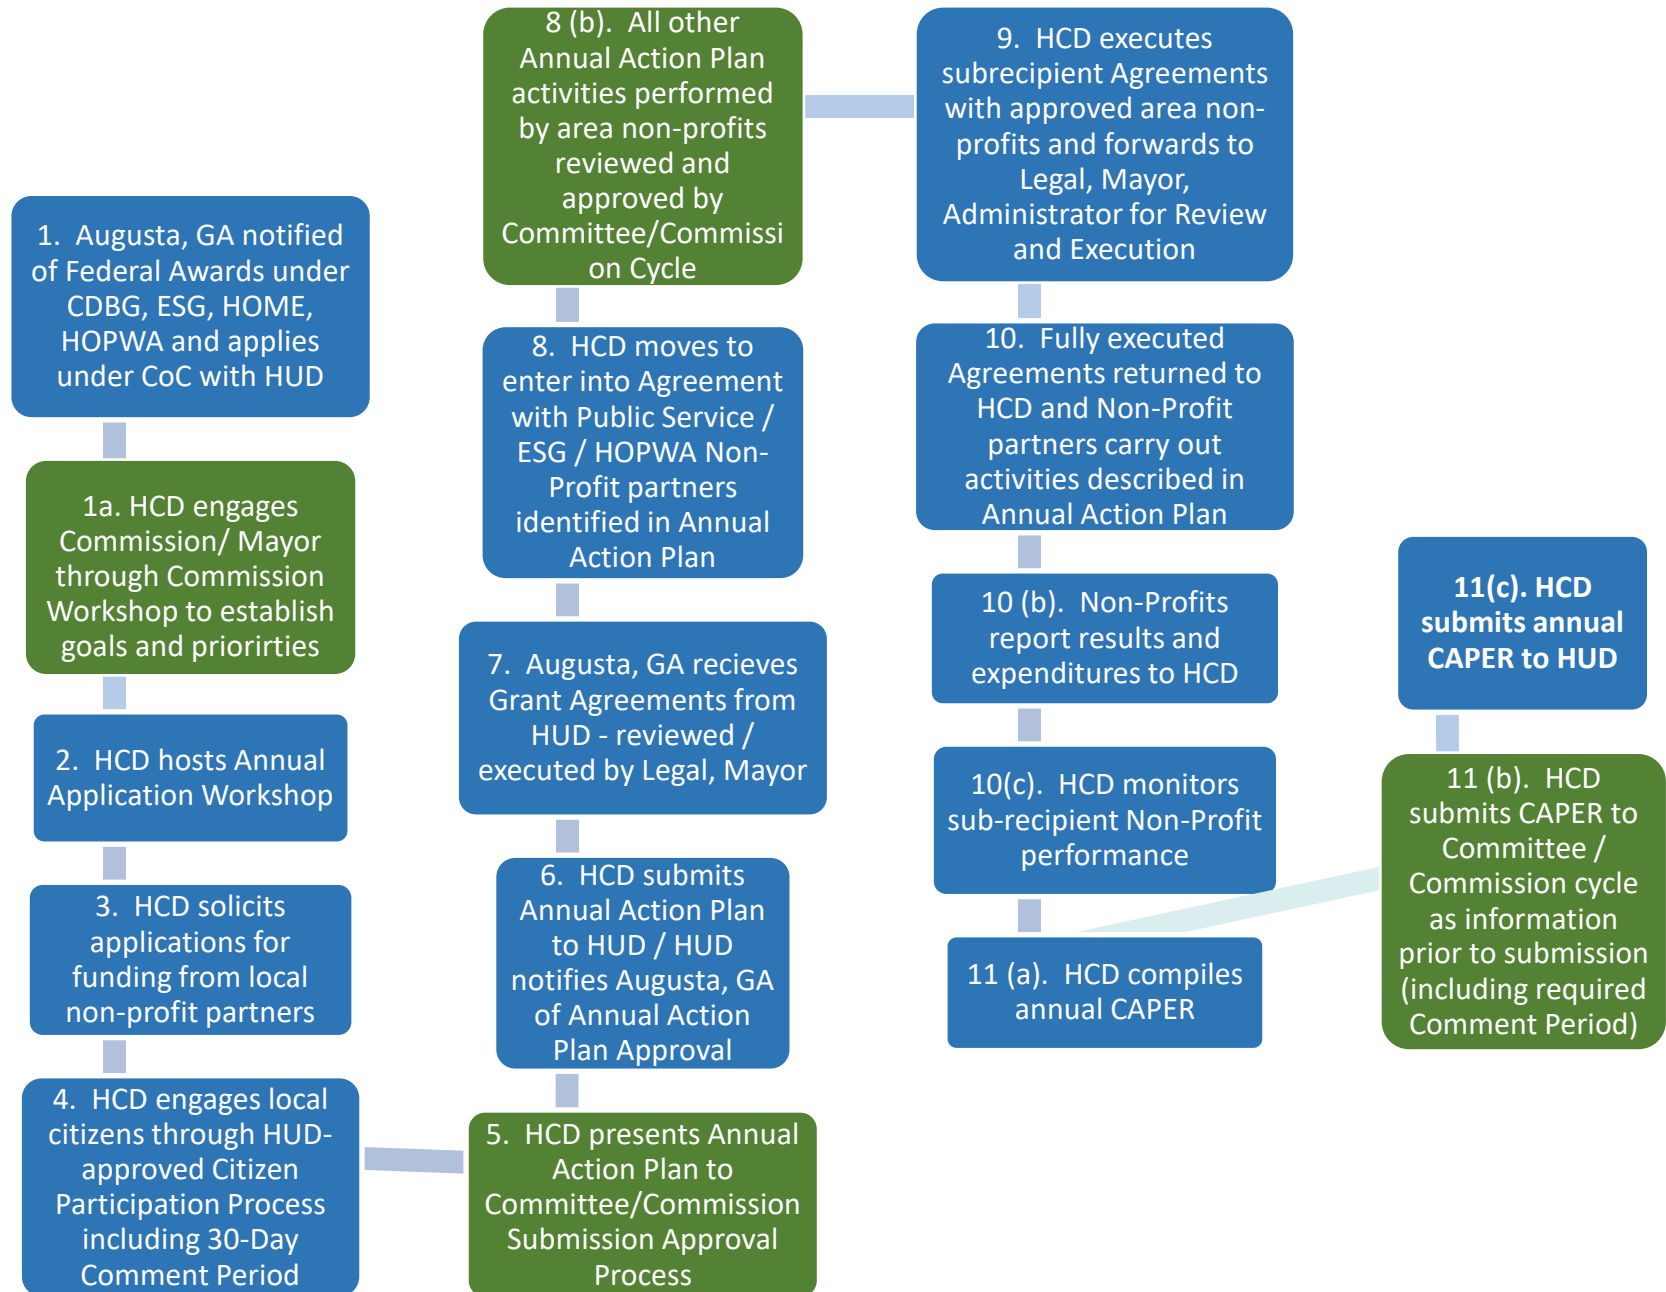 1. Augusta, GA notified
of Federal Awards under
CDBG, ESG, HOME,
HOPWA and applies
under CoC with HUD
1a. HCD engages
Commission/ Mayor
through Commission
Workshop to establish
goals and priorirties
2. HCD hosts Annual
Application Workshop
3. HCD solicits
applications for
funding from local
non-profit partners
4. HCD engages local
citizens through HUD-
approved Citizen
Participation Process
including 30-Day
Comment Period
5. HCD presents Annual
Action Plan to
Committee/Commission
Submission Approval
Process
6. HCD submits
Annual Action Plan
to HUD / HUD
notifies Augusta, GA
of Annual Action
Plan Approval
7. Augusta, GA recieves
Grant Agreements from
HUD - reviewed /
executed by Legal, Mayor
8. HCD moves to
enter into Agreement
with Public Service /
ESG / HOPWA Non-
Profit partners
identified in Annual
Action Plan
8 (b). All other
Annual Action Plan
activities performed
by area non-profits
reviewed and
approved by
Committee/Commissi
on Cycle
9. HCD executes
subrecipient Agreements
with approved area non-
profits and forwards to
Legal, Mayor,
Administrator for Review
and Execution
10. Fully executed
Agreements returned to
HCD and Non-Profit
partners carry out
activities described in
Annual Action Plan
10 (b). Non-Profits
report results and
expenditures to HCD
10(c). HCD monitors
sub-recipient Non-Profit
performance
11 (a). HCD compiles
annual CAPER
11 (b). HCD
submits CAPER to
Committee /
Commission cycle
as information
prior to submission
(including required
Comment Period)
11(c). HCD
submits annual
CAPER to HUD